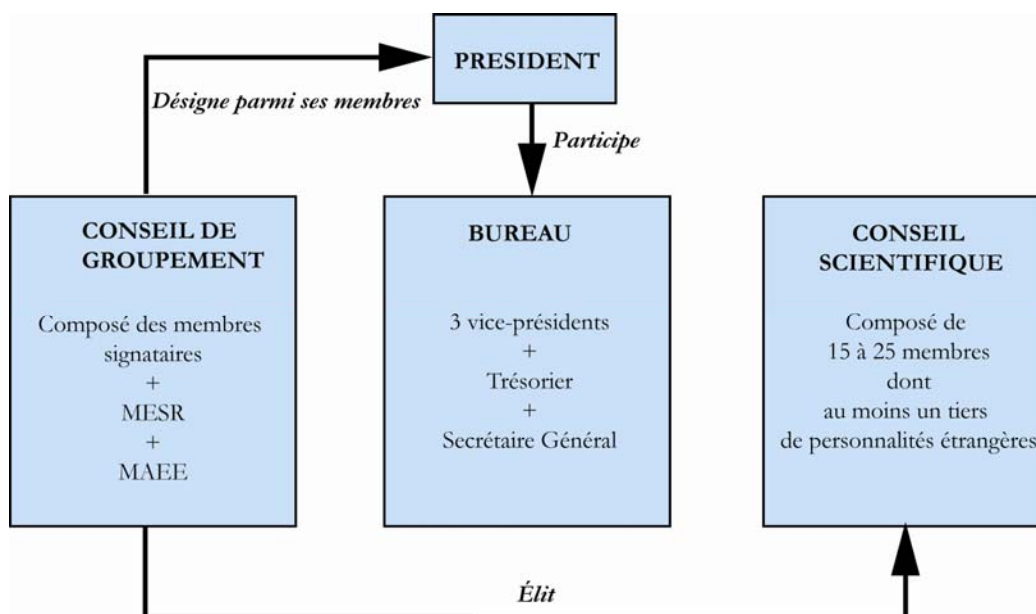 PRESIDENT
Désigne parmi ses membres
Participe
CONSEIL DE
GROUPEMENT
Composé des membres
signataires
+
MESR
+
MAEE
BUREAU
3 vice-présidents
+
Trésorier
+
Secrétaire Général
CONSEIL
SCIENTIFIQUE
Composé de
15 à 25 membres
dont
au moins un tiers
de personnalités étrangères
Élit